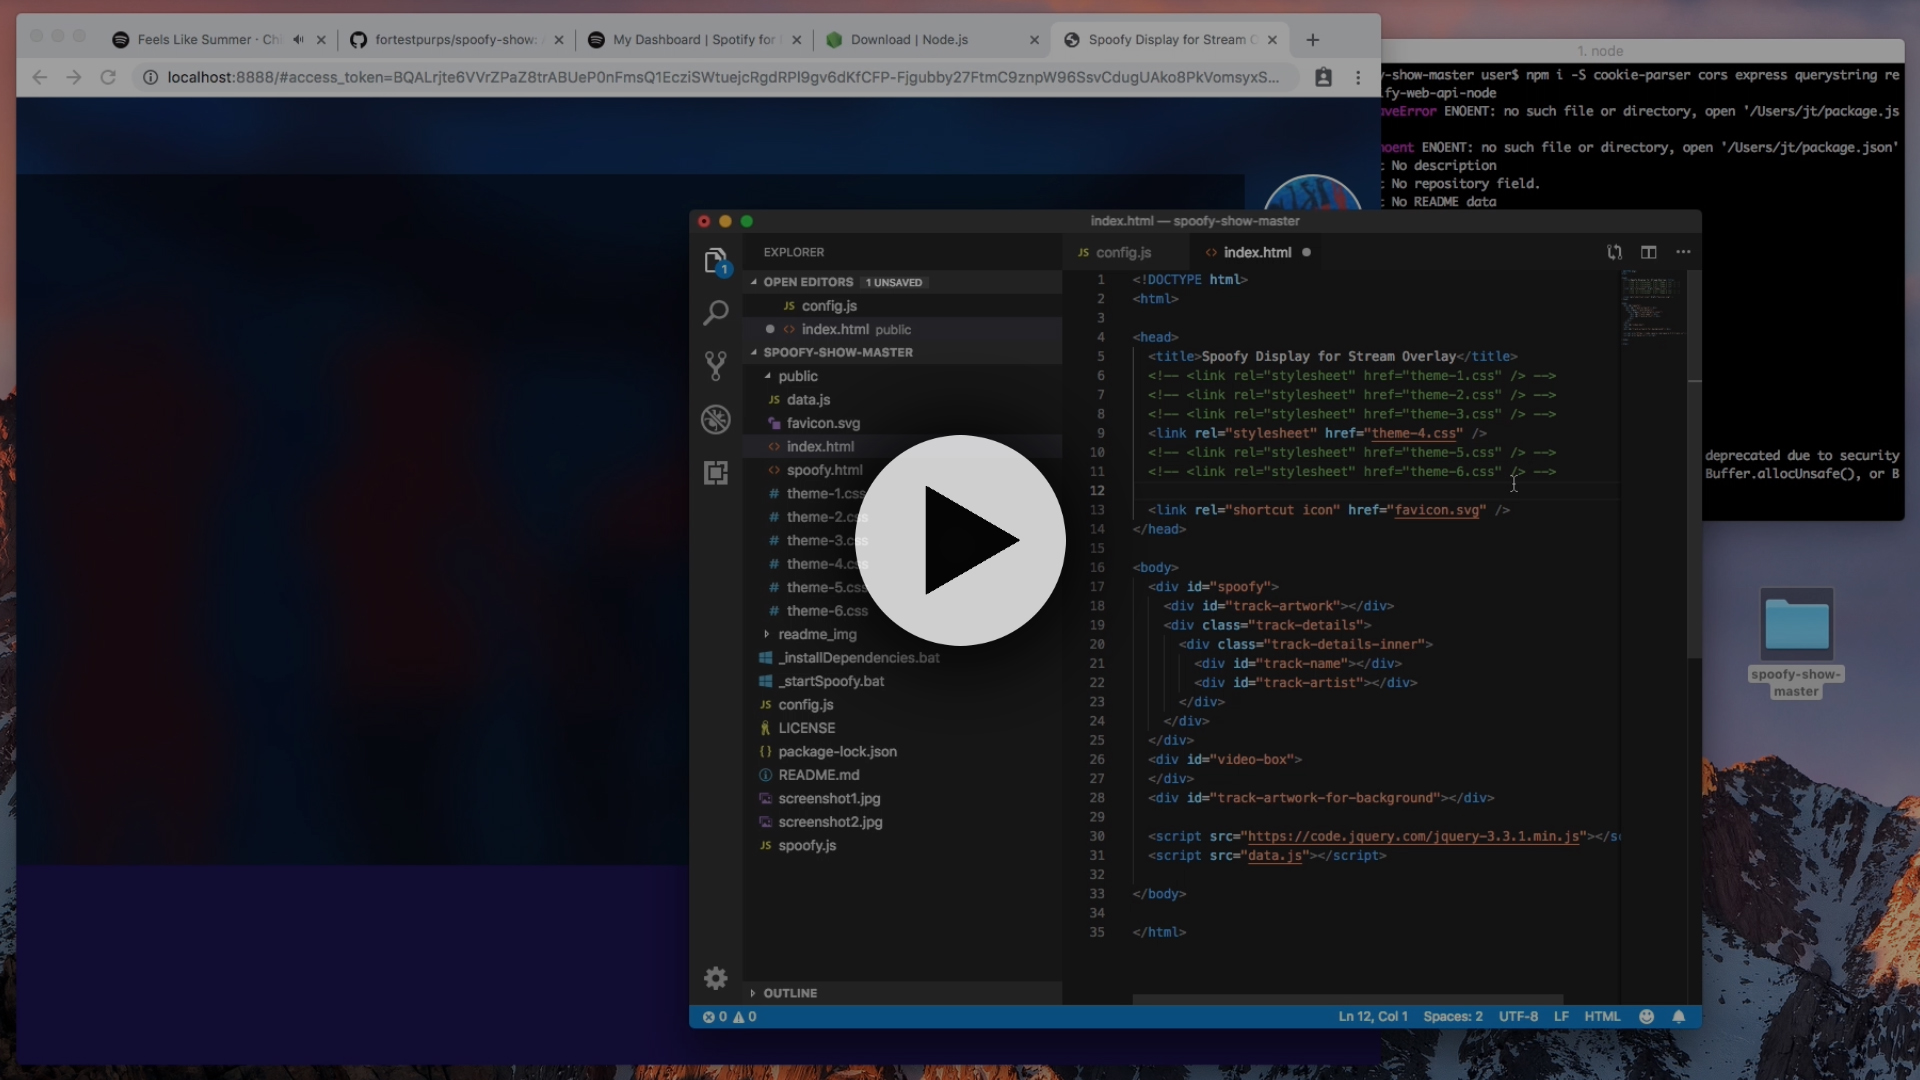 Feels Like Summer · Ch
fortestpurps/spoofy-show:
My Dashboard | Spotify for
Download | Node.js
Spoofy Display for Stream O
localhost:8888/#access_token=BQALrjte6VVrZPaZ8trABUeP0nFmsQ1EcziSWtuejcRgdRPI9gv6dKfCFP-Fjgubby27FtmC9znpW96SsvCdugUAko8PkVomsyxS...
1. node
y-show-master user$ npm i -S cookie-parser cors express querystring re
ify-web-api-node
veError ENOENT: no such file or directory, open '/Users/jt/package.js
noent ENOENT: no such file or directory, open '/Users/jt/package.json'
: No description
: No repository field.
: No README data
deprecated due to security
Buffer.allocUnsafe(), or B
index.html — spoofy-show-master
EXPLORER
OPEN EDITORS 1 UNSAVED
JS config.js
<> index.html public
SPOOFY-SHOW-MASTER
public
JS data.js
favicon.svg
<> index.html
<> spoofy.html
# theme-1.css
# theme-2.css
# theme-3.css
# theme-4.css
# theme-5.css
# theme-6.css
readme_img
_installDependencies.bat
_startSpoofy.bat
JS config.js
LICENSE
{} package-lock.json
README.md
screenshot1.jpg
screenshot2.jpg
JS spoofy.js
OUTLINE
1
JS config.js
<> index.html
1 <!DOCTYPE html>
2 <html>
3
4 <head>
5 <title>Spoofy Display for Stream Overlay</title>
6 <!-- <link rel="stylesheet" href="theme-1.css" /> -->
7 <!-- <link rel="stylesheet" href="theme-2.css" /> -->
8 <!-- <link rel="stylesheet" href="theme-3.css" /> -->
9 <link rel="stylesheet" href="theme-4.css" />
10 <!-- <link rel="stylesheet" href="theme-5.css" /> -->
11 <!-- <link rel="stylesheet" href="theme-6.css" /> -->
12
13 <link rel="shortcut icon" href="favicon.svg" />
14 </head>
15
16 <body>
17 <div id="spoofy">
18 <div id="track-artwork"></div>
19 <div class="track-details">
20 <div class="track-details-inner">
21 <div id="track-name"></div>
22 <div id="track-artist"></div>
23 </div>
24 </div>
25 </div>
26 <div id="video-box">
27 </div>
28 <div id="track-artwork-for-background"></div>
29
30 <script src="https://code.jquery.com/jquery-3.3.1.min.js"></sc
31 <script src="data.js"></script>
32
33 </body>
34
35 </html>
0 0
Ln 12, Col 1 Spaces: 2 UTF-8 LF HTML
spoofy-show-
master